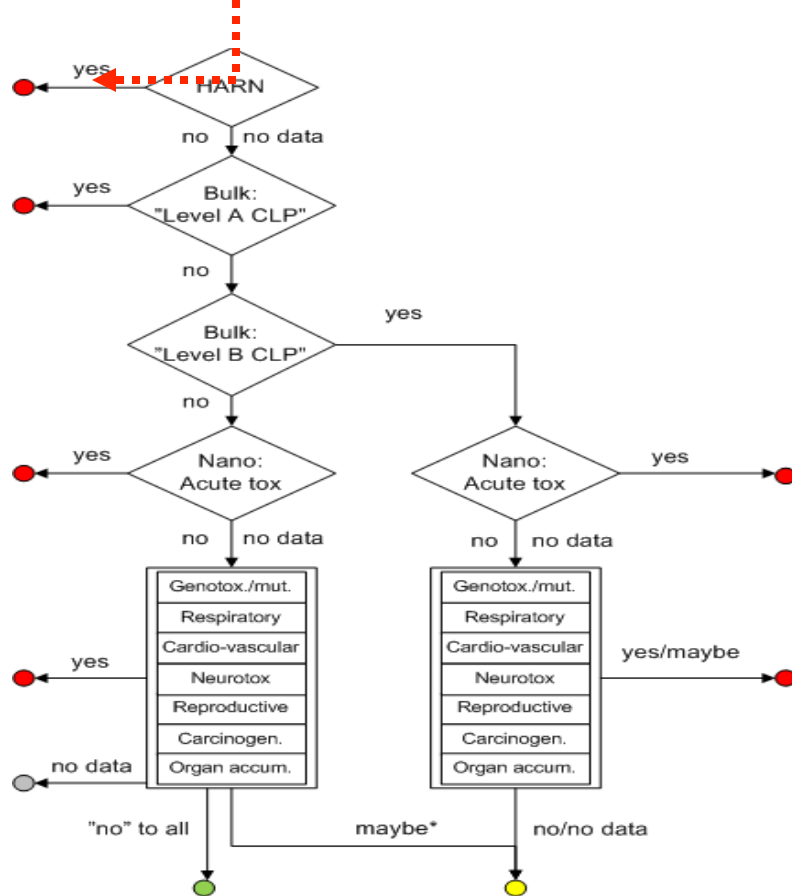 yes
HARN
no
no data
yes
Bulk:
"Level A CLP"
no
yes
Bulk:
"Level B CLP"
no
yes
Nano:
Acute tox
Nano:
Acute tox
yes
no
no data
no
no data
Genotox./mut.
Respiratory
Cardio-vascular
Neurotox
Reproductive
Carcinogen.
Organ accum.
Genotox./mut.
Respiratory
Cardio-vascular
Neurotox
Reproductive
Carcinogen.
Organ accum.
yes
yes/maybe
no data
"no" to all
maybe*
no/no data